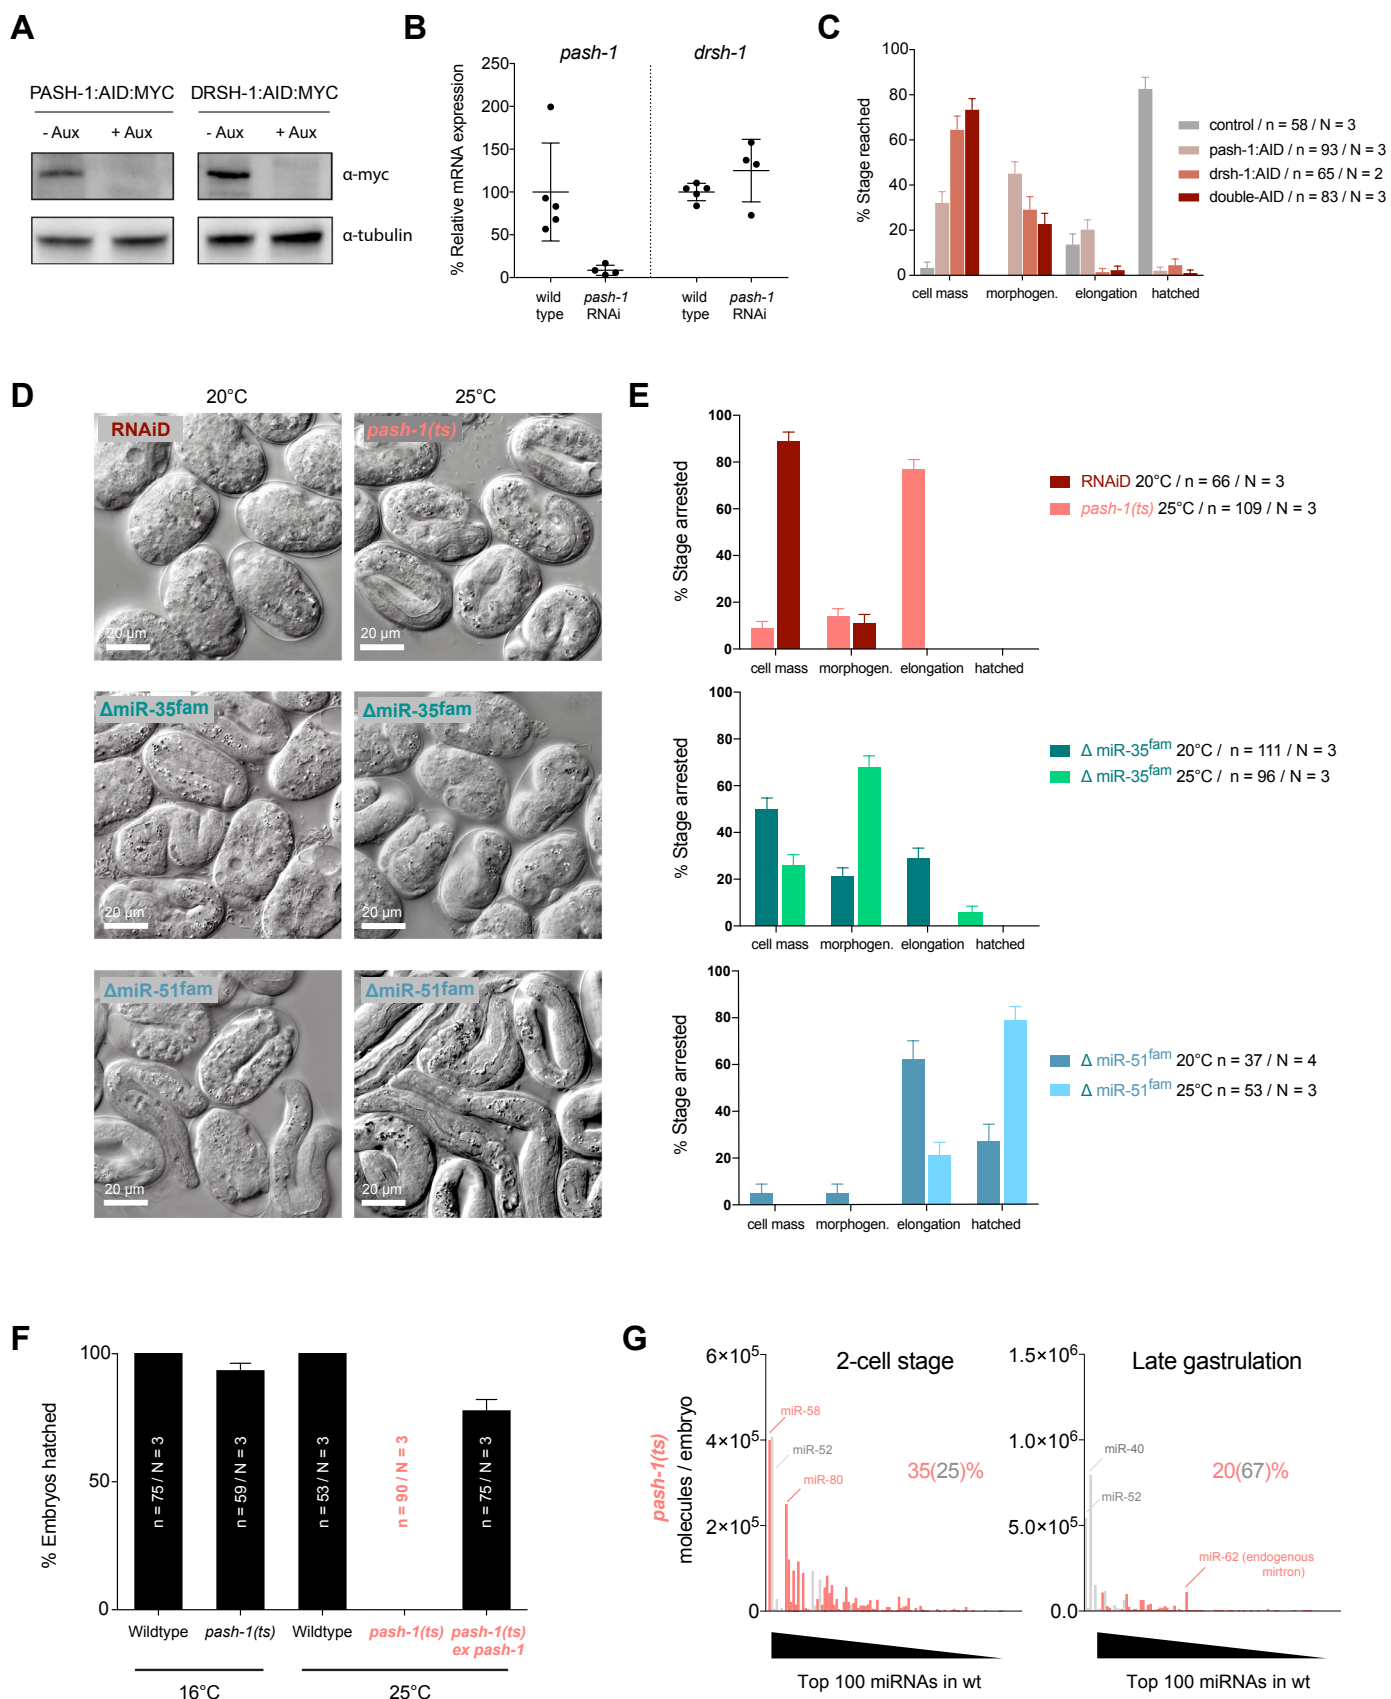 A
PASH-1:AID:MYC
DRSH-1:AID:MYC
- Aux
+ Aux
- Aux
+ Aux
α-myc
α-tubulin
B
pash-1
drsh-1
% Relative mRNA expression
250
200
150
100
50
0
wild type
pash-1 RNAi
wild type
pash-1 RNAi
C
% Stage reached
80
60
40
20
0
cell mass
morphogen.
elongation
hatched
control / n = 58 / N = 3
pash-1:AID / n = 93 / N = 3
drsh-1:AID / n = 65 / N = 2
double-AID / n = 83 / N = 3
D
20°C
25°C
RNAiD
20 µm
pash-1(ts)
20 µm
ΔmiR-35fam
20 µm
ΔmiR-35fam
20 µm
ΔmiR-51fam
20 µm
ΔmiR-51fam
20 µm
E
% Stage arrested
100
80
60
40
20
0
cell mass
morphogen.
elongation
hatched
RNAiD 20°C / n = 66 / N = 3
pash-1(ts) 25°C / n = 109 / N = 3
% Stage arrested
100
80
60
40
20
0
cell mass
morphogen.
elongation
hatched
Δ miR-35fam 20°C / n = 111 / N = 3
Δ miR-35fam 25°C / n = 96 / N = 3
% Stage arrested
100
80
60
40
20
0
cell mass
morphogen.
elongation
hatched
Δ miR-51fam 20°C n = 37 / N = 4
Δ miR-51fam 25°C n = 53 / N = 3
F
% Embryos hatched
100
50
0
n = 75 / N = 3
n = 59 / N = 3
n = 53 / N = 3
n = 90 / N = 3
n = 75 / N = 3
Wildtype
pash-1(ts)
Wildtype
pash-1(ts)
pash-1(ts)
ex pash-1
16°C
25°C
G
pash-1(ts)
molecules / embryo
6×10⁵
4×10⁵
2×10⁵
0
2-cell stage
miR-58
miR-52
miR-80
35(25)%
Top 100 miRNAs in wt
1.5×10⁶
1.0×10⁶
5.0×10⁵
0.0
Late gastrulation
miR-40
miR-52
20(67)%
miR-62 (endogenous
mirtron)
Top 100 miRNAs in wt